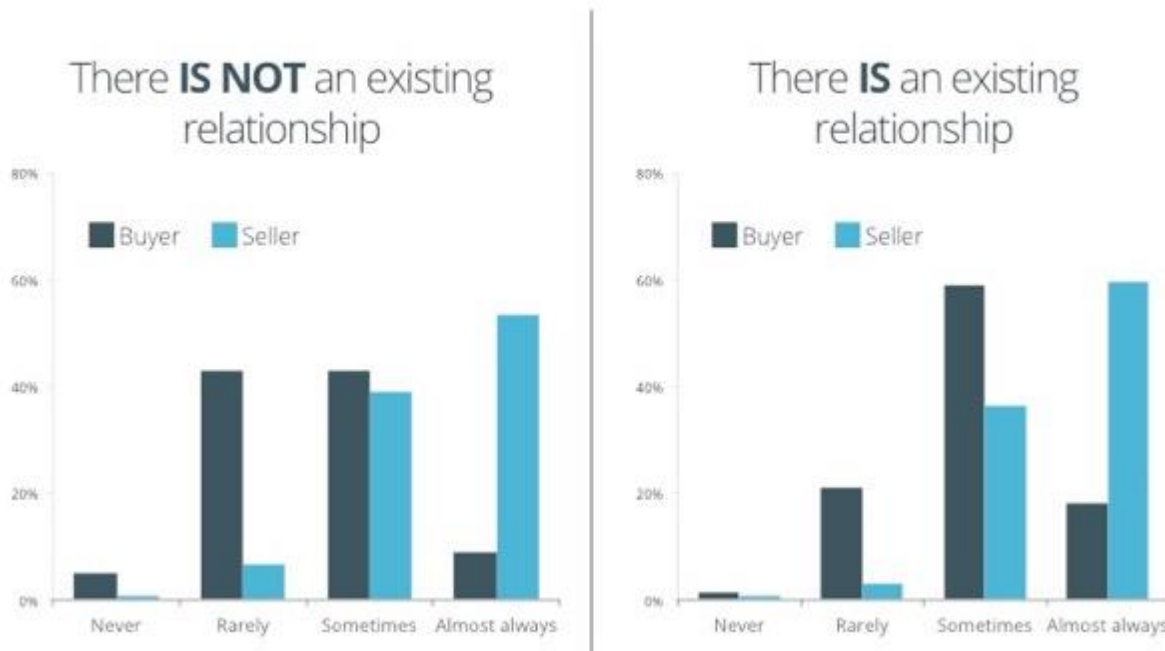 There IS NOT an existing
relationship
80%
Buyer Seller
60%
40%
20%
0%
Never Rarely Sometimes Almost always
There IS an existing
relationship
80%
Buyer Seller
60%
40%
20%
0%
Never Rarely Sometimes Almost always